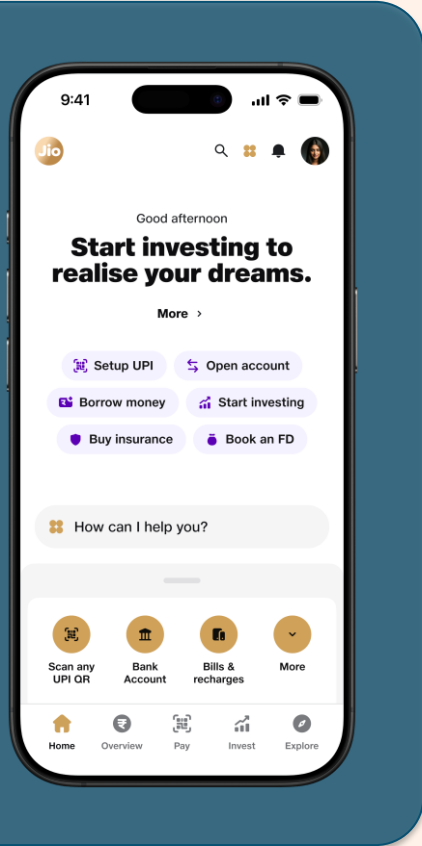 9:41
Jio
Good afternoon
Start investing to
realise your dreams.
More
Setup UPI
Open account
Borrow money
Start investing
Buy insurance
Book an FD
How can I help you?
Scan any
UPI QR
Bank
Account
Bills &
recharges
More
Home
Overview
Pay
Invest
Explore